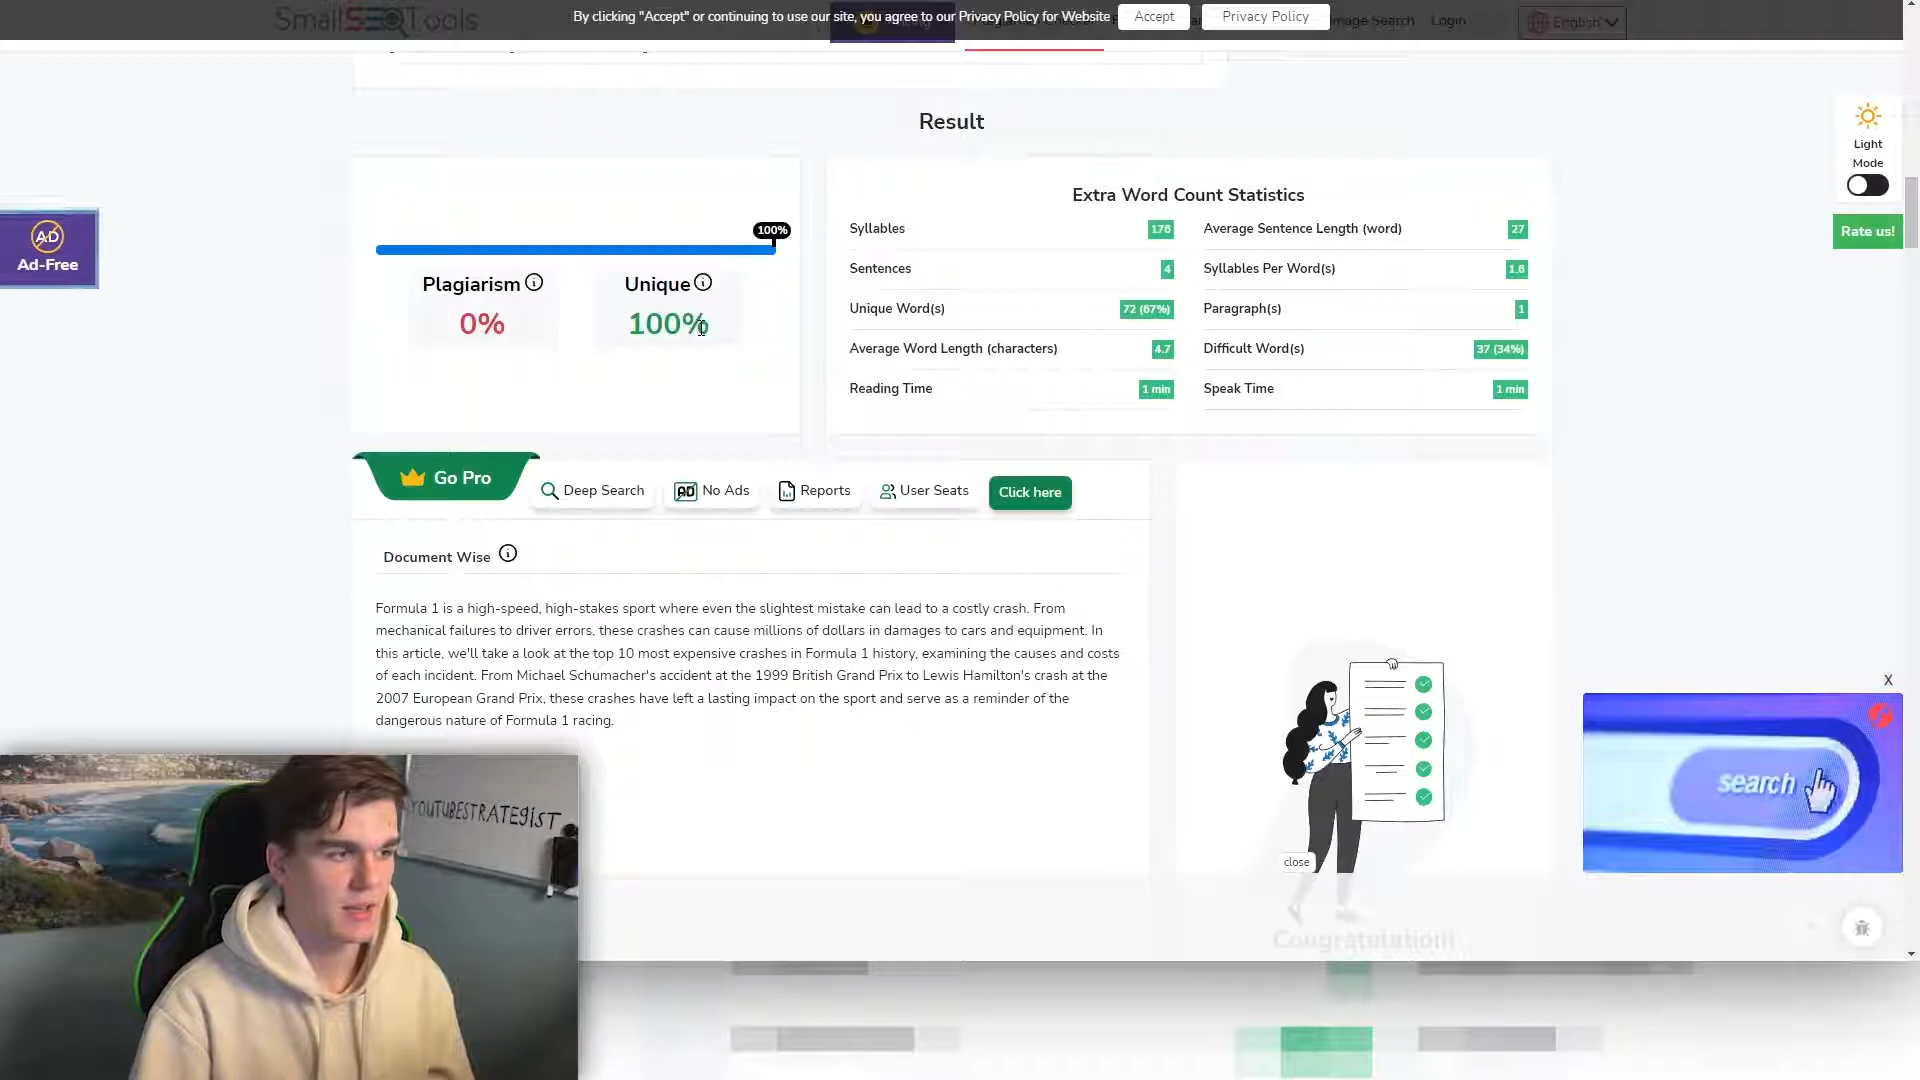 SmallSEOTools
By clicking "Accept" or continuing to use our site, you agree to our Privacy Policy for Website
Accept
Privacy Policy
Image Search
Login
English
Result
Light
Mode
Rate us!
AD
Ad-Free
100%
Plagiarism
Unique
0%
100%
Extra Word Count Statistics
Syllables 176
Average Sentence Length (word) 27
Sentences 4
Syllables Per Word(s) 1.6
Unique Word(s) 72 (67%)
Paragraph(s) 1
Average Word Length (characters) 4.7
Difficult Word(s) 37 (34%)
Reading Time 1 min
Speak Time 1 min
Go Pro
Deep Search
AD No Ads
Reports
User Seats
Click here
Document Wise
Formula 1 is a high-speed, high-stakes sport where even the slightest mistake can lead to a costly crash. From
mechanical failures to driver errors, these crashes can cause millions of dollars in damages to cars and equipment. In
this article, we'll take a look at the top 10 most expensive crashes in Formula 1 history, examining the causes and costs
of each incident. From Michael Schumacher's accident at the 1999 British Grand Prix to Lewis Hamilton's crash at the
2007 European Grand Prix, these crashes have left a lasting impact on the sport and serve as a reminder of the
dangerous nature of Formula 1 racing.
X
search
close
Congratulation!
YOUTUBESTRATEGIST